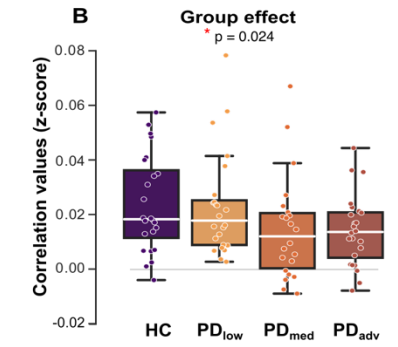 B
Group effect
* p = 0.024
Correlation values (z-score)
0.08
0.06
0.04
0.02
0.00
-0.02
HC PDlow PDmed PDadv